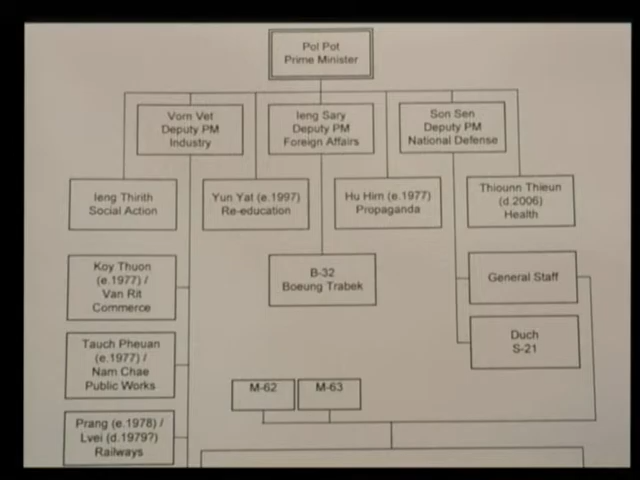 Pol Pot
Prime Minister
Vorn Vet
Deputy PM
Industry
Ieng Sary
Deputy PM
Foreign Affairs
Son Sen
Deputy PM
National Defense
Ieng Thirith
Social Action
Yun Yat (e.1997)
Re-education
Hu Him (e.1977)
Propaganda
Thiounn Thieun
(d.2006)
Health
Koy Thuon
(e.1977) /
Van Rit
Commerce
B-32
Boeung Trabek
General Staff
Tauch Pheuan
(e.1977) /
Nam Chae
Public Works
Duch
S-21
M-62
M-63
Prang (e.1978) /
Lvei (d.1979?)
Railways